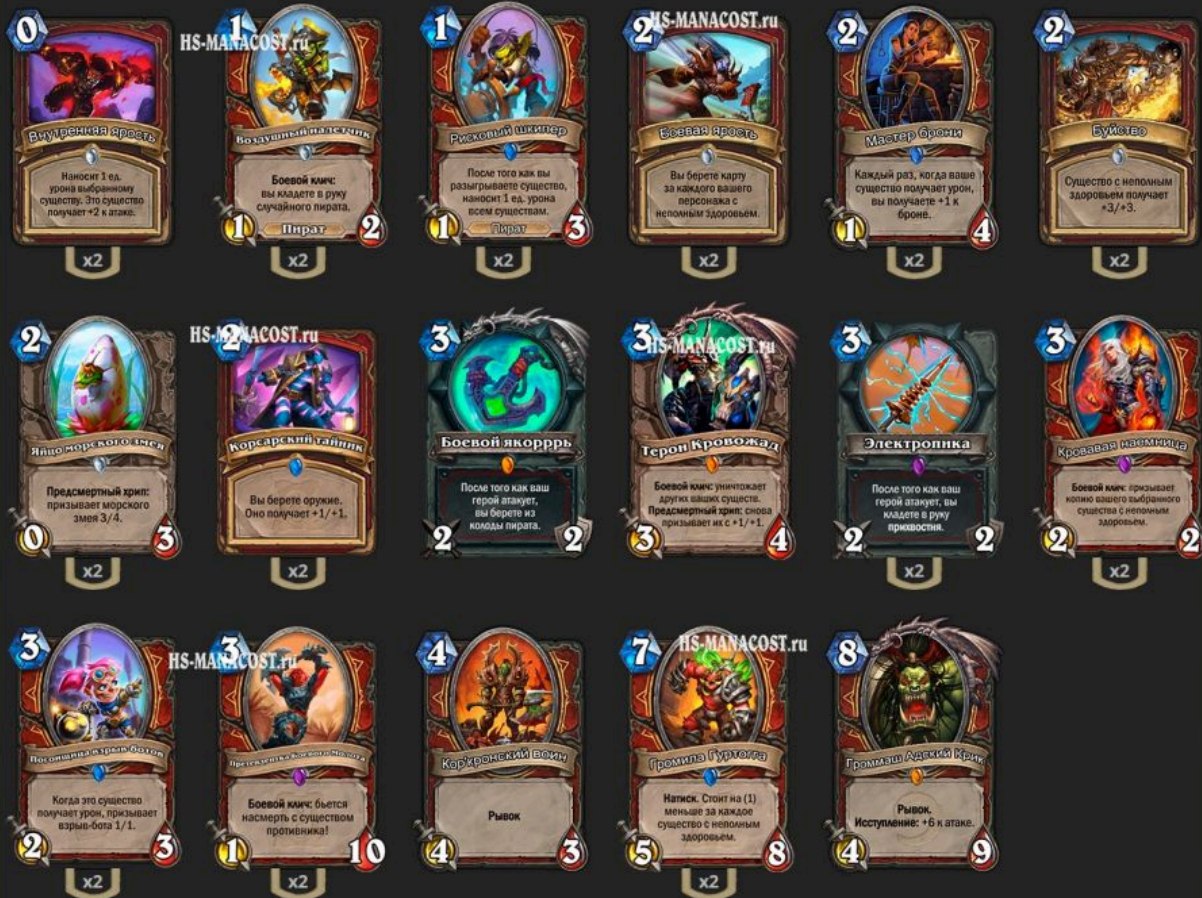 0
Внутренняя ярость
Наносит 1 ед.
урона выбранному
существу. Это существо
получает +2 к атаке.
x2
1
HS-MANACOST.ru
Воздушный налетчик
Боевой клич:
вы кладете в руку
случайного пирата.
1
Пират
2
x2
1
Рисковый шкипер
После того как вы
разыгрываете существо,
наносит 1 ед. урона
всем существам.
1
Пират
3
x2
2
HS-MANACOST.ru
Боевая ярость
Вы берете карту
за каждого вашего
персонажа с
неполным здоровьем.
x2
2
Мастер брони
Каждый раз, когда ваше
существо получает урон,
вы получаете +1 к
броне.
1
4
x2
2
Буйство
Существо с неполным
здоровьем получает
+3/+3.
x2
2
Яйцо морского змея
Предсмертный хрип:
призывает морского
змея 3/4.
0
3
x2
2
HS-MANACOST.ru
Корсарский тайник
Вы берете оружие.
Оно получает +1/+1.
x2
3
Боевой якорррь
После того как ваш
герой атакует,
вы берете из
колоды пирата.
2
2
3
HS-MANACOST.ru
Терон Кровожад
Боевой клич: уничтожает
других ваших существ.
Предсмертный хрип: снова
призывает их с +1/+1.
3
4
3
Электропика
После того как ваш
герой атакует, вы
кладете в руку
прихвостня.
2
2
x2
3
Кровавая наемница
Боевой клич: призывает
копию вашего выбранного
существа с неполным
здоровьем.
2
2
x2
3
Погонщица взрыв-ботов
Когда это существо
получает урон, призывает
взрыв-бота 1/1.
2
3
x2
3
HS-MANACOST.ru
Претендентка Боевого Молота
Боевой клич: бьется
насмерть с существом
противника!
1
10
x2
4
Кор'кронский воин
Рывок
4
3
7
HS-MANACOST.ru
Громила Гуртогга
Натиск. Стоит на (1)
меньше за каждое
существо с неполным
здоровьем.
5
8
x2
8
Громмаш Адский Крик
Рывок.
Исступление: +6 к атаке.
4
9